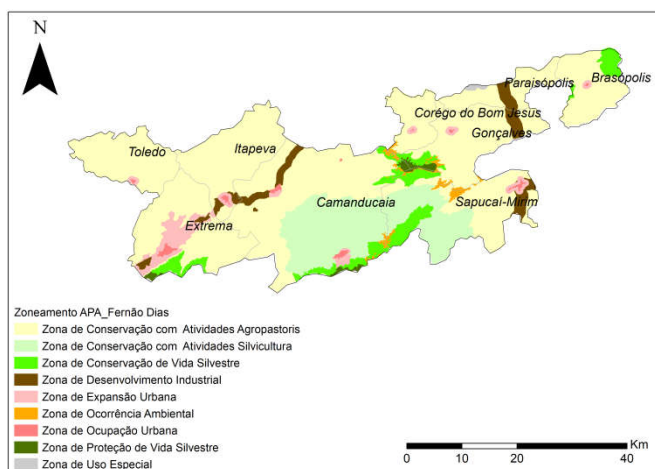 N
Paraisópolis
Brasópolis
Corégo do Bom Jesus
Gonçalves
Toledo
Itapeva
Camanducaia
Sapucaí-Mirim
Extrema
Zoneamento APA_Fernão Dias
Zona de Conservação com Atividades Agropastoris
Zona de Conservação com Atividades Silvicultura
Zona de Conservação de Vida Silvestre
Zona de Desenvolvimento Industrial
Zona de Expansão Urbana
Zona de Ocorrência Ambiental
Zona de Ocupação Urbana
Zona de Proteção de Vida Silvestre
Zona de Uso Especial
Km
0 10 20 40